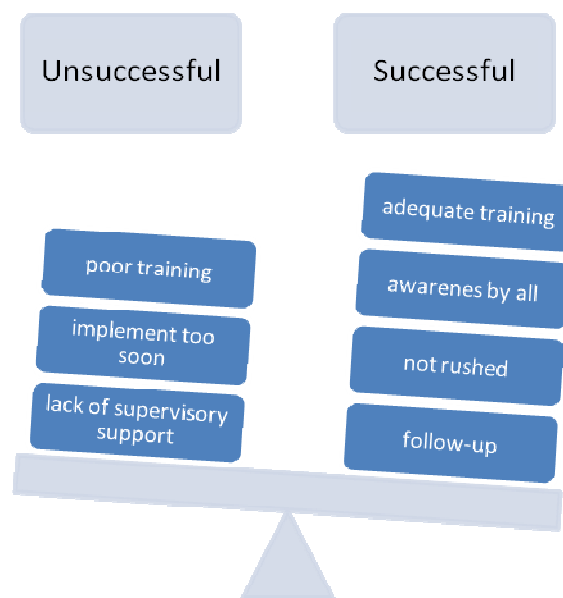 Unsuccessful
Successful
poor training
implement too
soon
lack of supervisory
support
adequate training
awarenes by all
not rushed
follow-up